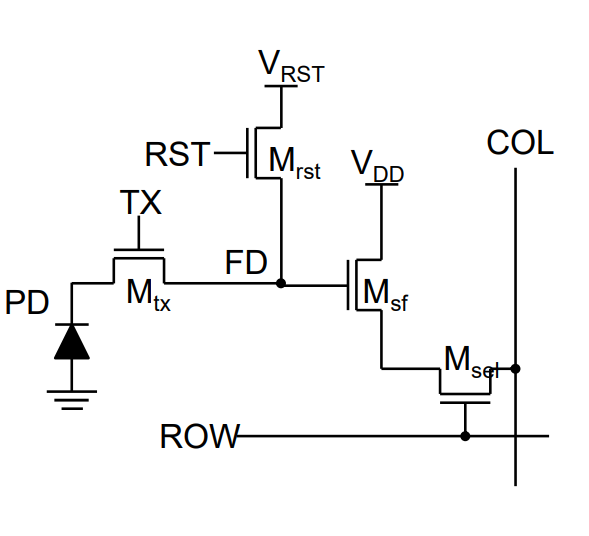 VRST
RST
Mrst
VDD
COL
TX
FD
PD
Mtx
Msf
Msel
ROW